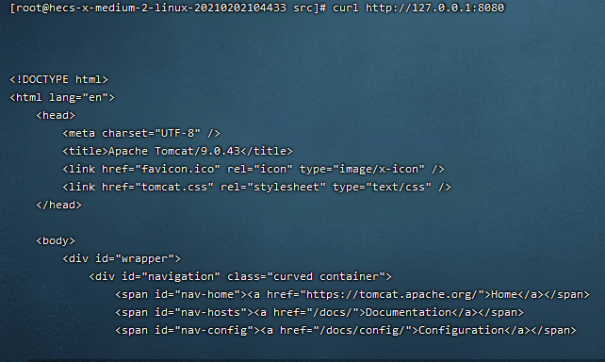 [root@hecs-x-medium-2-linux-20210202104433 src]# curl http://127.0.0.1:8080
<!DOCTYPE html>
<html lang="en">
    <head>
        <meta charset="UTF-8" />
        <title>Apache Tomcat/9.0.43</title>
        <link href="favicon.ico" rel="icon" type="image/x-icon" />
        <link href="tomcat.css" rel="stylesheet" type="text/css" />
    </head>
    <body>
        <div id="wrapper">
            <div id="navigation" class="curved container">
                <span id="nav-home"><a href="https://tomcat.apache.org/">Home</a></span>
                <span id="nav-hosts"><a href="/docs/">Documentation</a></span>
                <span id="nav-config"><a href="/docs/config/">Configuration</a></span>